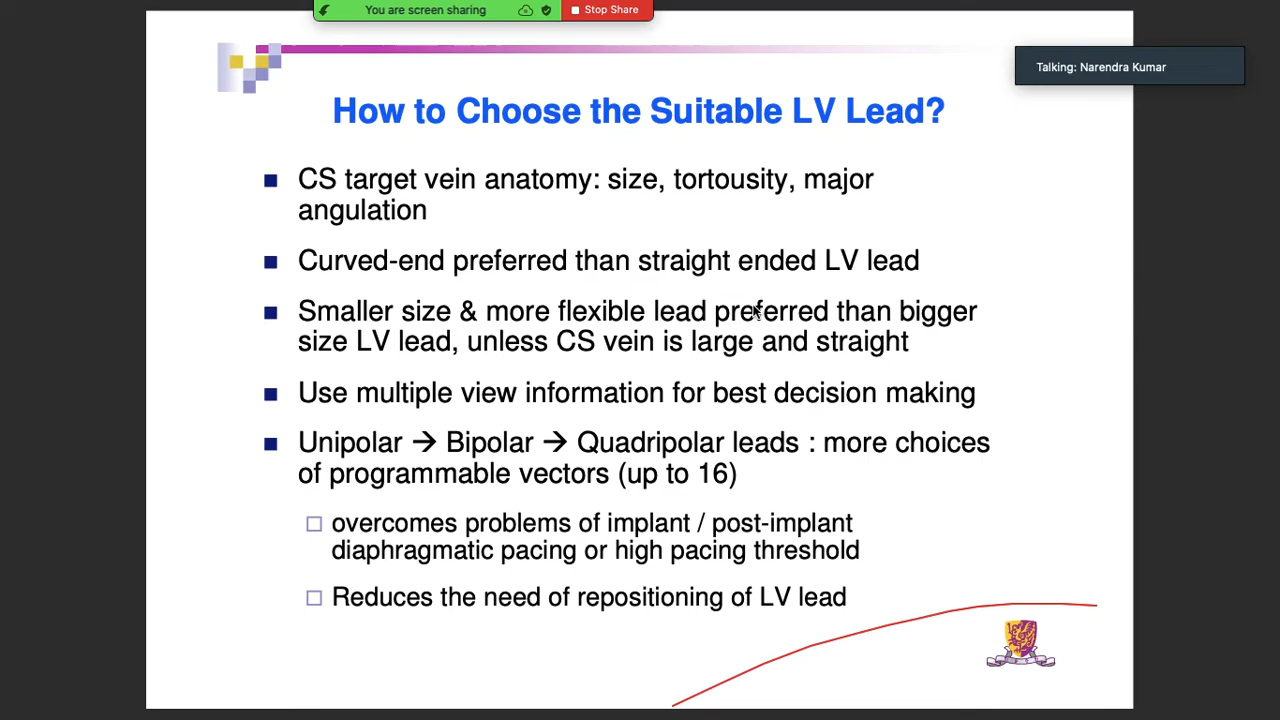 You are screen sharing
Stop Share
Talking: Narendra Kumar
How to Choose the Suitable LV Lead?
CS target vein anatomy: size, tortousity, major
angulation
Curved-end preferred than straight ended LV lead
Smaller size & more flexible lead preferred than bigger
size LV lead, unless CS vein is large and straight
Use multiple view information for best decision making
Unipolar → Bipolar → Quadripolar leads : more choices
of programmable vectors (up to 16)
overcomes problems of implant / post-implant
diaphragmatic pacing or high pacing threshold
Reduces the need of repositioning of LV lead